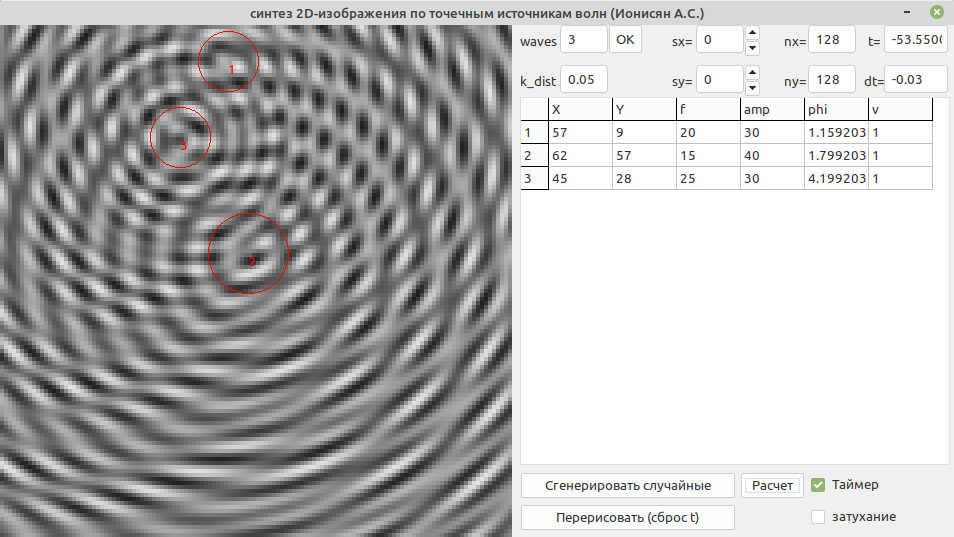 синтез 2D-изображения по точечным источникам волн (Ионисян А.С.)
waves 3 OK sx= 0 nx= 128 t= -53.550
k_dist 0.05 sy= 0 ny= 128 dt= -0.03
X Y f amp phi v
1 57 9 20 30 1.159203 1
2 62 57 15 40 1.799203 1
3 45 28 25 30 4.199203 1
1
3
2
Сгенерировать случайные Расчет Таймер
Перерисовать (сброс t) затухание